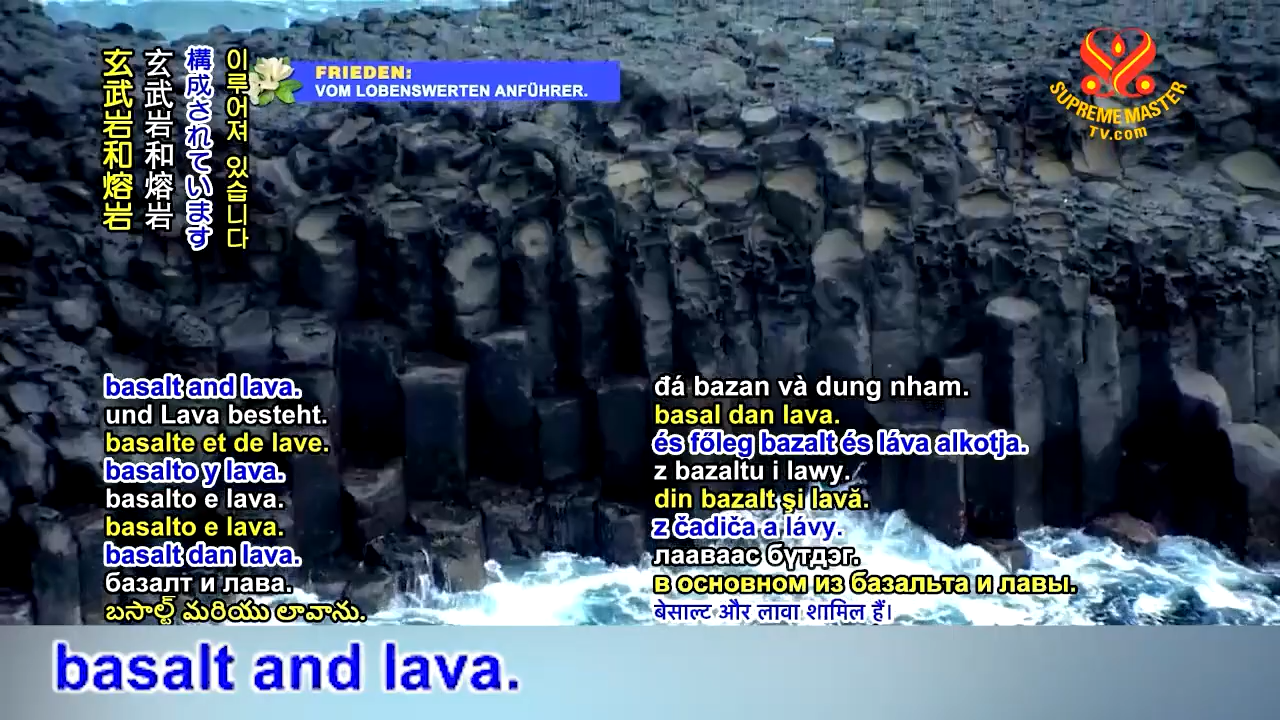 玄武岩和熔岩
玄武岩和熔岩
構成されています
이루어져 있습니다
FRIEDEN:
VOM LOBENSWERTEN ANFÜHRER.
SUPREME MASTER
TV.com
basalt and lava.
und Lava besteht.
basalte et de lave.
basalto y lava.
basalto e lava.
basalto e lava.
basalt dan lava.
базалт и лава.
బసాల్ట్ మరియు లావాను.
đá bazan và dung nham.
basal dan lava.
és főleg bazalt és láva alkotja.
z bazaltu i lawy.
din bazalt şi lavă.
z čadiča a lávy.
лааваас бүтдэг.
в основном из базальта и лавы.
बेसाल्ट और लावा शामिल हैं।
basalt and lava.